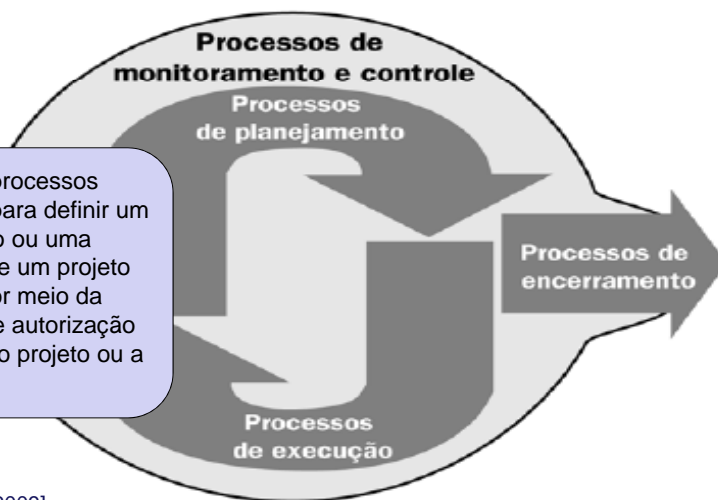 Processos de
monitoramento e controle
Processos
de planejamento
processos
para definir um
o ou uma
e um projeto
or meio da
e autorização
o projeto ou a
Processos de
encerramento
Processos
de execução